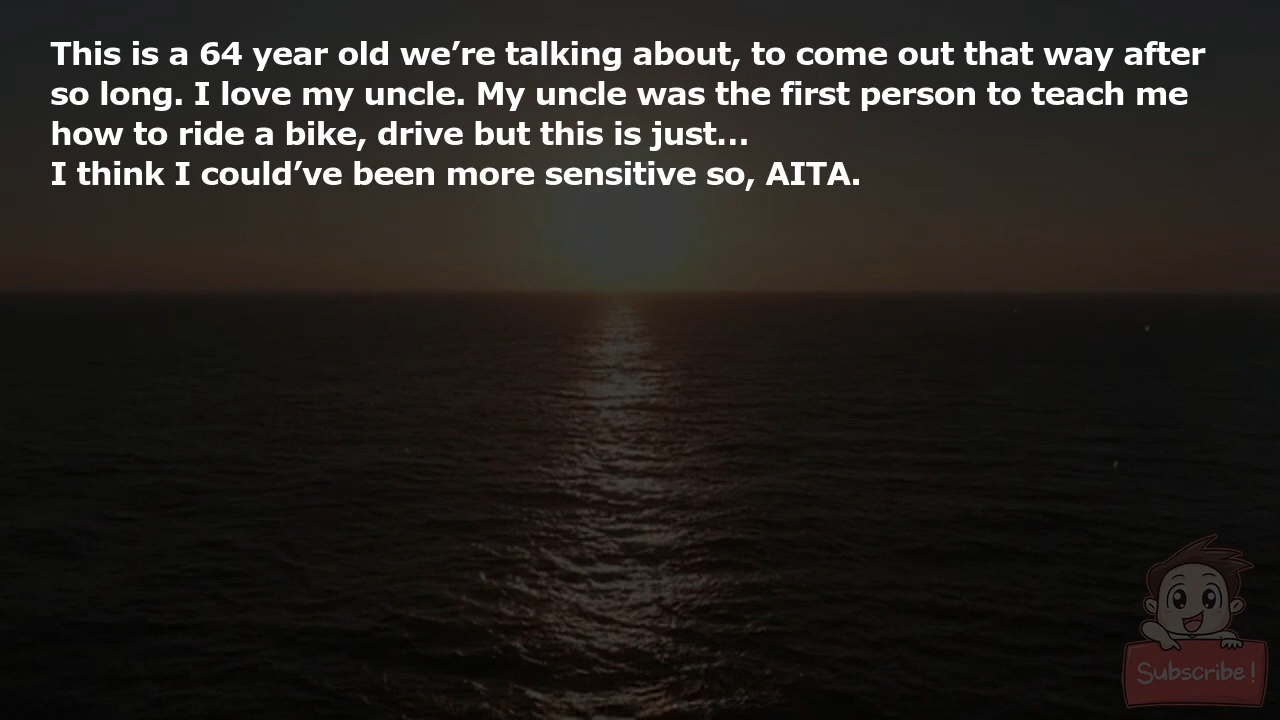 This is a 64 year old we’re talking about, to come out that way after
so long. I love my uncle. My uncle was the first person to teach me
how to ride a bike, drive but this is just...
I think I could’ve been more sensitive so, AITA.
Subscribe!